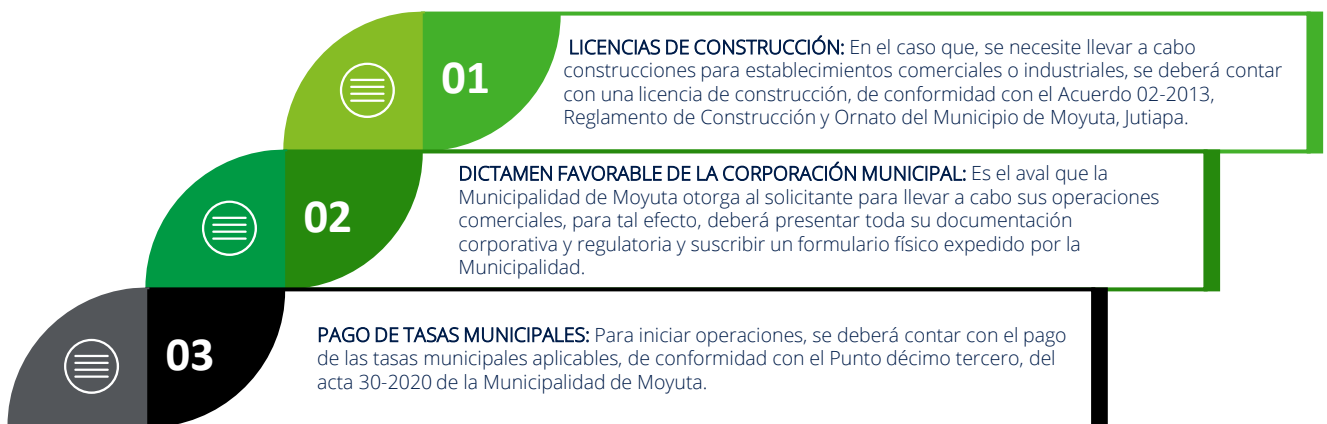 01
LICENCIAS DE CONSTRUCCIÓN: En el caso que, se necesite llevar a cabo
construcciones para establecimientos comerciales o industriales, se deberá contar
con una licencia de construcción, de conformidad con el Acuerdo 02-2013,
Reglamento de Construcción y Ornato del Municipio de Moyuta, Jutiapa.
02
DICTAMEN FAVORABLE DE LA CORPORACIÓN MUNICIPAL: Es el aval que la
Municipalidad de Moyuta otorga al solicitante para llevar a cabo sus operaciones
comerciales, para tal efecto, deberá presentar toda su documentación
corporativa y regulatoria y suscribir un formulario físico expedido por la
Municipalidad.
03
PAGO DE TASAS MUNICIPALES: Para iniciar operaciones, se deberá contar con el pago
de las tasas municipales aplicables, de conformidad con el Punto décimo tercero, del
acta 30-2020 de la Municipalidad de Moyuta.